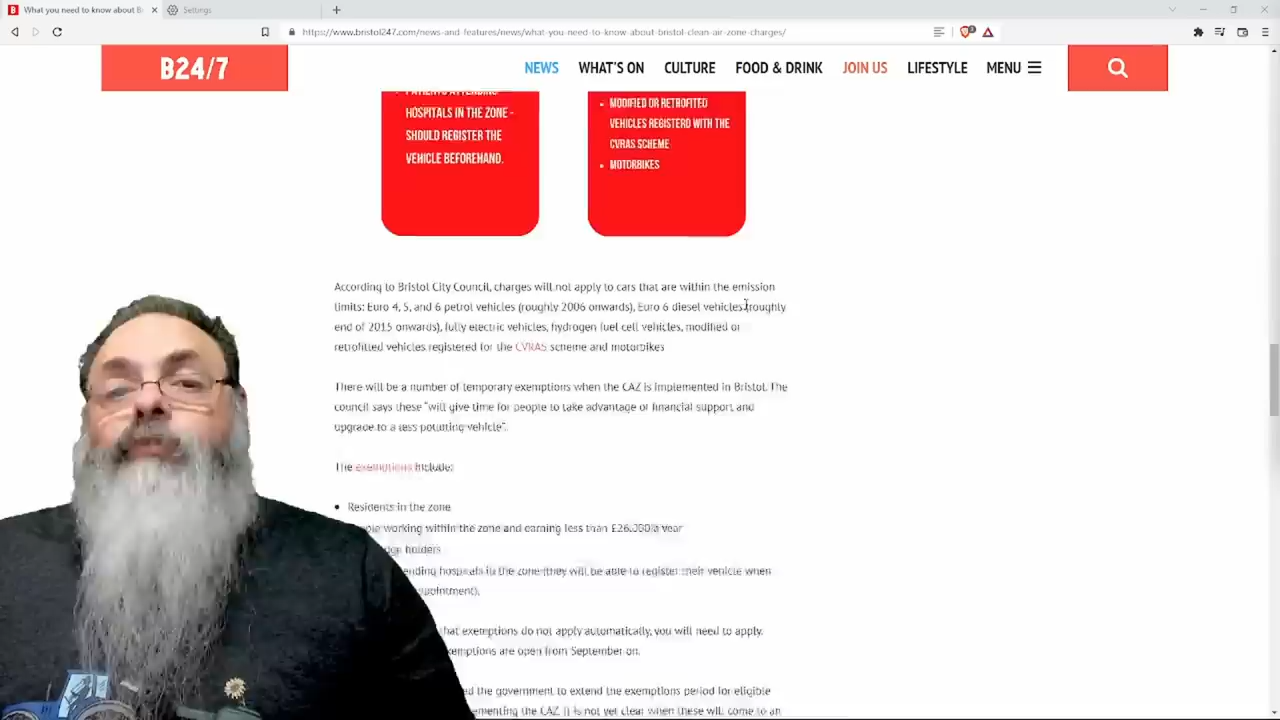 What you need to know about B
Settings
https://www.bristol247.com/news-and-features/news/what-you-need-to-know-about-bristol-clean-air-zone-charges/
B24/7
NEWS
WHAT'S ON
CULTURE
FOOD & DRINK
JOIN US
LIFESTYLE
MENU
PATIENTS ATTENDING
HOSPITALS IN THE ZONE -
SHOULD REGISTER THE
VEHICLE BEFOREHAND.
MODIFIED OR RETROFITED
VEHICLES REGISTERD WITH THE
CVRAS SCHEME
MOTORBIKES
According to Bristol City Council, charges will not apply to cars that are within the emission
limits: Euro 4, 5, and 6 petrol vehicles (roughly 2006 onwards), Euro 6 diesel vehicles (roughly
end of 2015 onwards), fully electric vehicles, hydrogen fuel cell vehicles, modified or
retrofitted vehicles registered for the CVRAS scheme and motorbikes
There will be a number of temporary exemptions when the CAZ is implemented in Bristol. The
council says these "will give time for people to take advantage of financial support and
upgrade to a less polluting vehicle".
The exemptions include:
Residents in the zone
working within the zone and earning less than £26,000 a year
holders
hospitals in the zone (they will be able to register their vehicle when
that exemptions do not apply automatically, you will need to apply.
are open from September on.
the government to extend the exemptions period for eligible
the CAZ. It is not yet clear when these will come to an